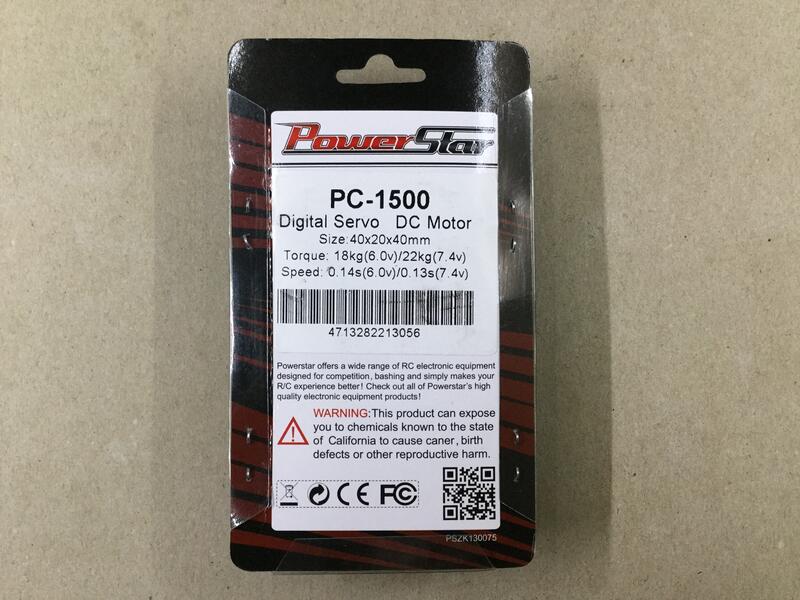 PowerStar
PC-1500
Digital Servo DC Motor
Size:40x20x40mm
Torque: 18kg(6.0v)/22kg(7.4v)
Speed: 0.14s(6.0v)/0.13s(7.4v)
4713282213056
Powerstar offers a wide range of RC electronic equipment
designed for competition, bashing and simply makes your
R/C experience better! Check out all of Powerstar's high
quality electronic equipment products!
WARNING:This product can expose
you to chemicals known to the state
of California to cause caner, birth
defects or other reproductive harm.
CE FC
PSZK130075